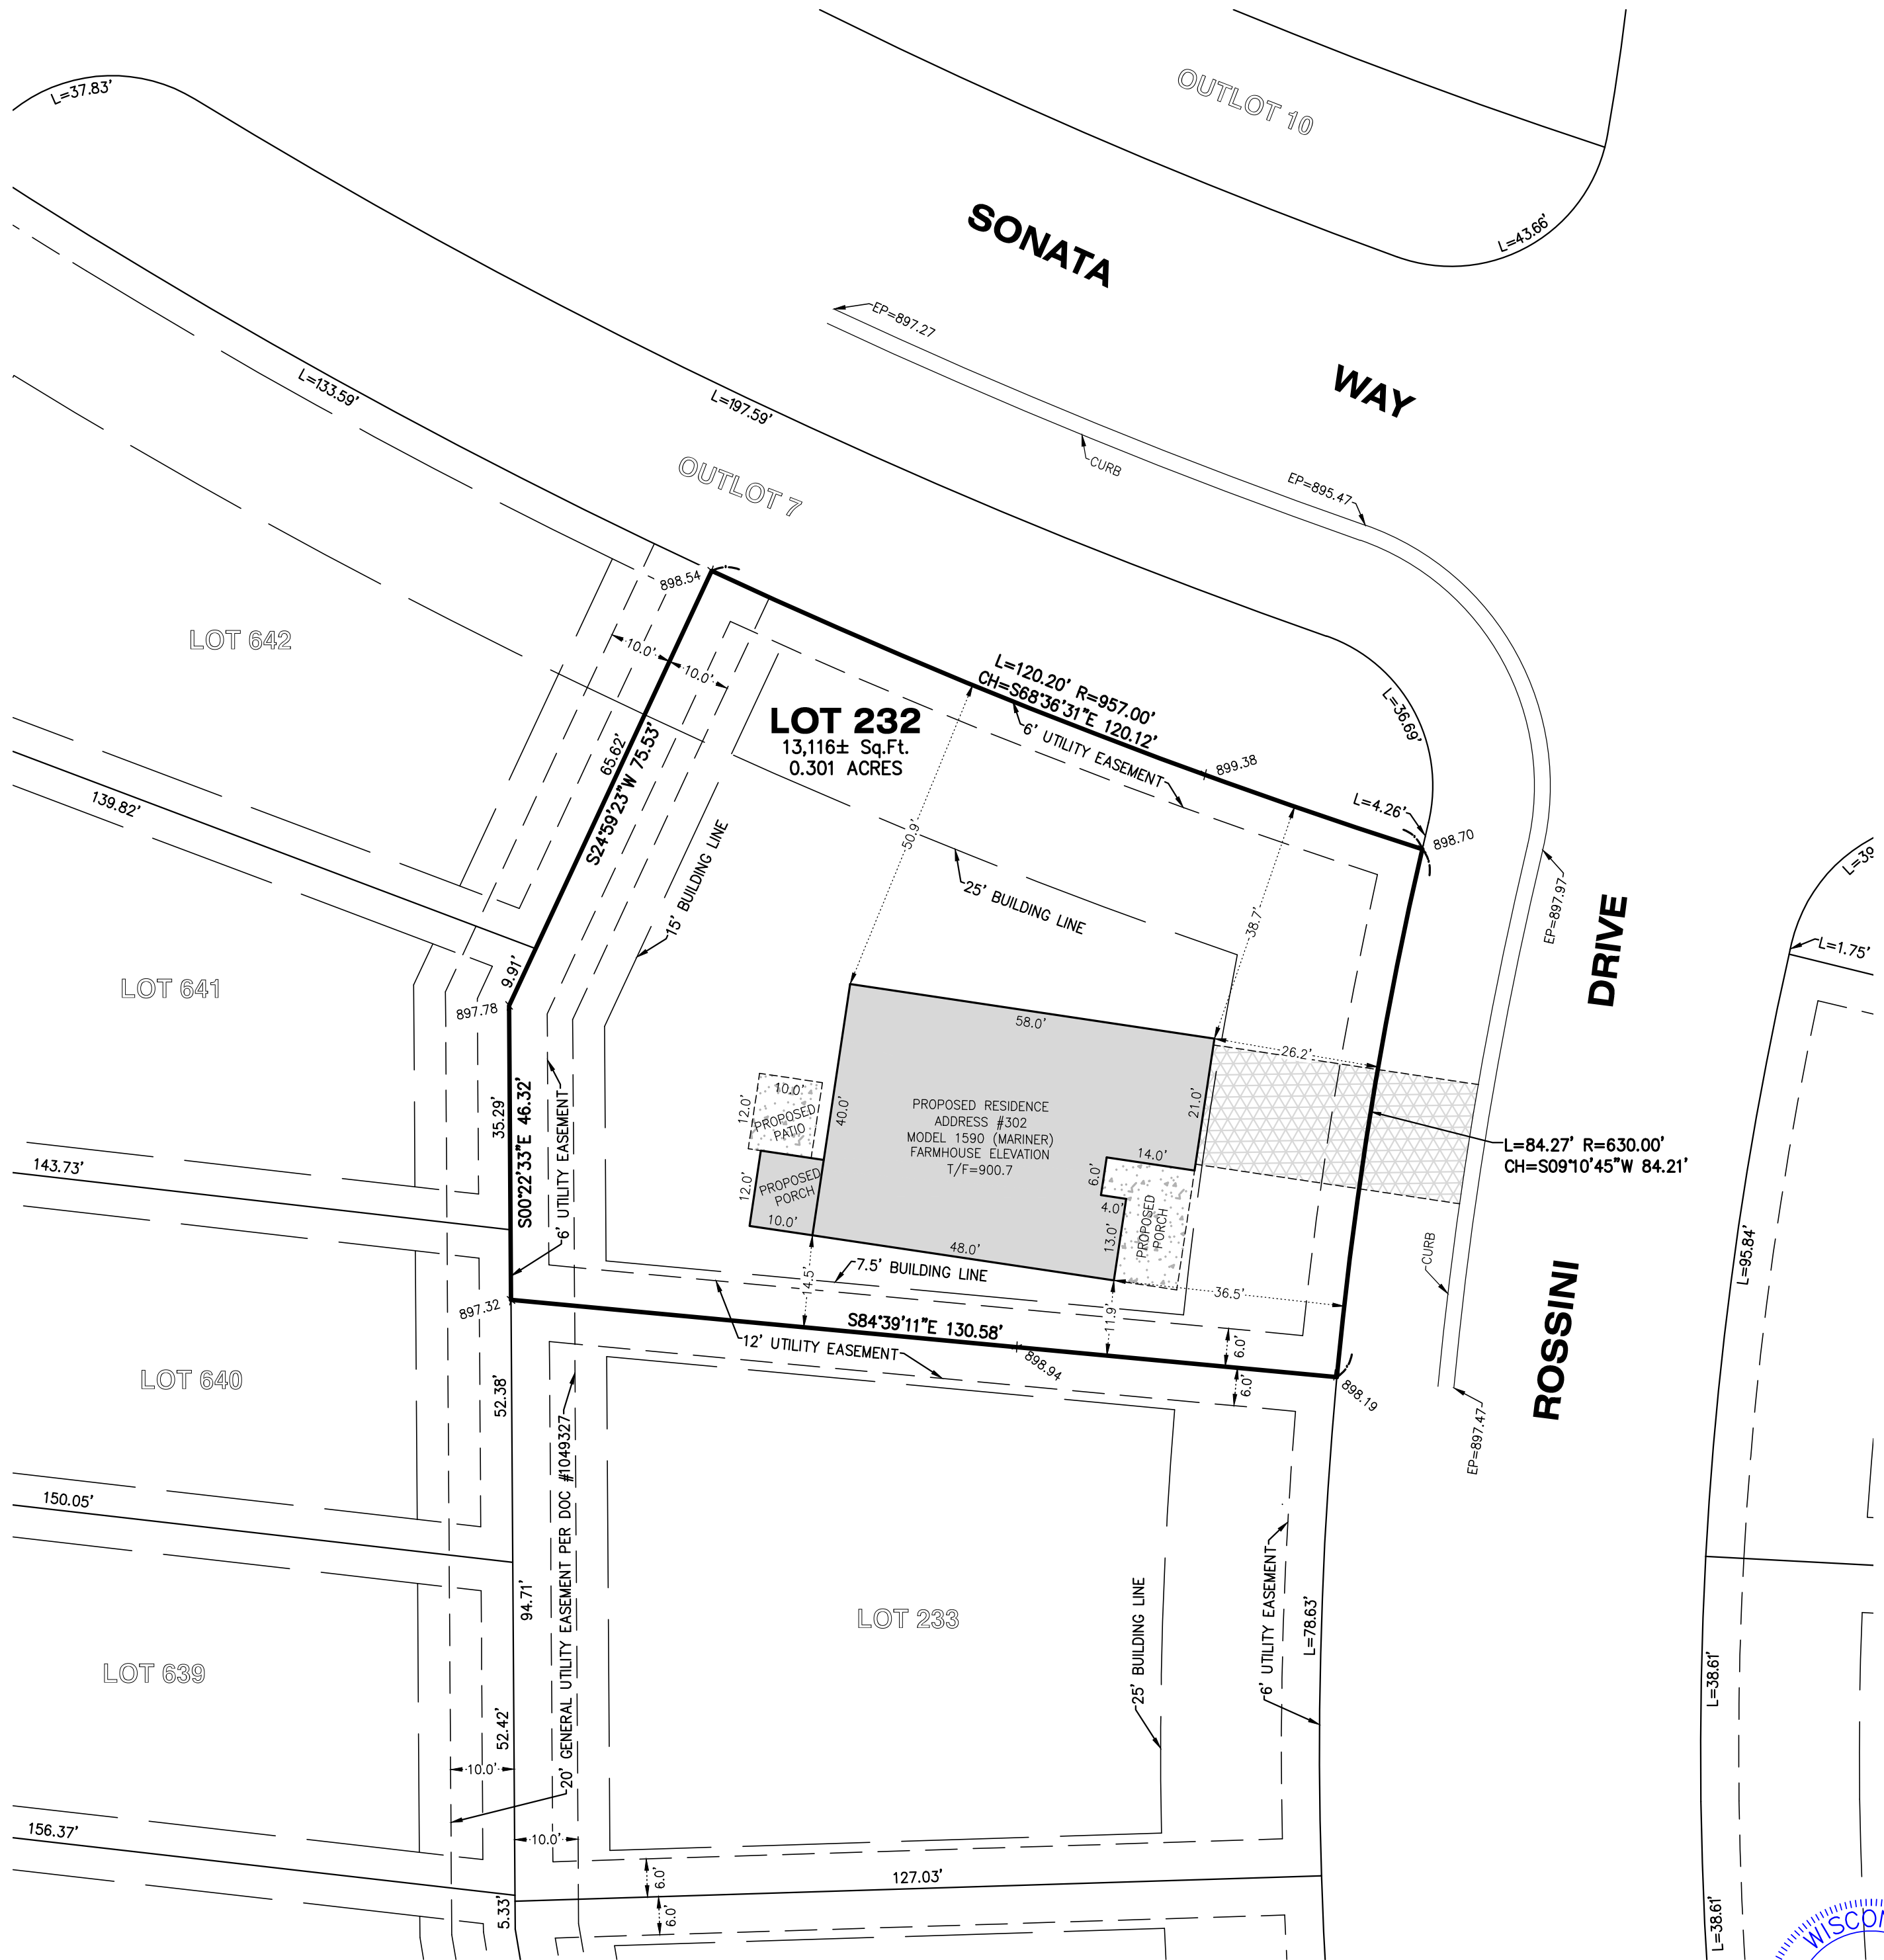 L=37.83'
OUTLOT 10
SONATA
L=43.66'
EP=897.27
WAY
L=133.59'
L=197.59'
CURB
OUTLOT 7
EP=895.47
898.54
LOT 642
10.0'
10.0'
LOT 232
13,116± Sq.Ft.
0.301 ACRES
L=120.20' R=957.00'
CH=S68°36'31"E 120.12'
6' UTILITY EASEMENT
899.38
L=36.69'
L=4.26'
898.70
65.62'
S24°59'23"W 75.53'
15' BUILDING LINE
50.9'
25' BUILDING LINE
38.7'
EP=897.97
DRIVE
L=1.75'
139.82'
LOT 641
9.91'
897.78
58.0'
26.2'
35.29'
S00°22'33"E 46.32'
6' UTILITY EASEMENT
10.0'
12.0'
PROPOSED
PATIO
40.0'
PROPOSED RESIDENCE
ADDRESS #302
MODEL 1590 (MARINER)
FARMHOUSE ELEVATION
T/F=900.7
21.0'
14.0'
6.0'
4.0'
13.0'
PROPOSED
PORCH
L=84.27' R=630.00'
CH=S09°10'45"W 84.21'
143.73'
12.0'
PROPOSED
PORCH
10.0'
48.0'
7.5' BUILDING LINE
14.5'
11.9'
36.5'
CURB
L=95.84'
ROSSINI
897.32
S84°39'11"E 130.58'
12' UTILITY EASEMENT
898.94
6.0'
6.0'
898.19
EP=897.47
LOT 640
52.38'
20' GENERAL UTILITY EASEMENT PER DOC #1049327
150.05'
94.71'
LOT 233
25' BUILDING LINE
6' UTILITY EASEMENT
L=78.63'
LOT 639
52.42'
10.0'
L=38.61'
156.37'
10.0'
6.0'
127.03'
5.33'
6.0'
L=38.61'